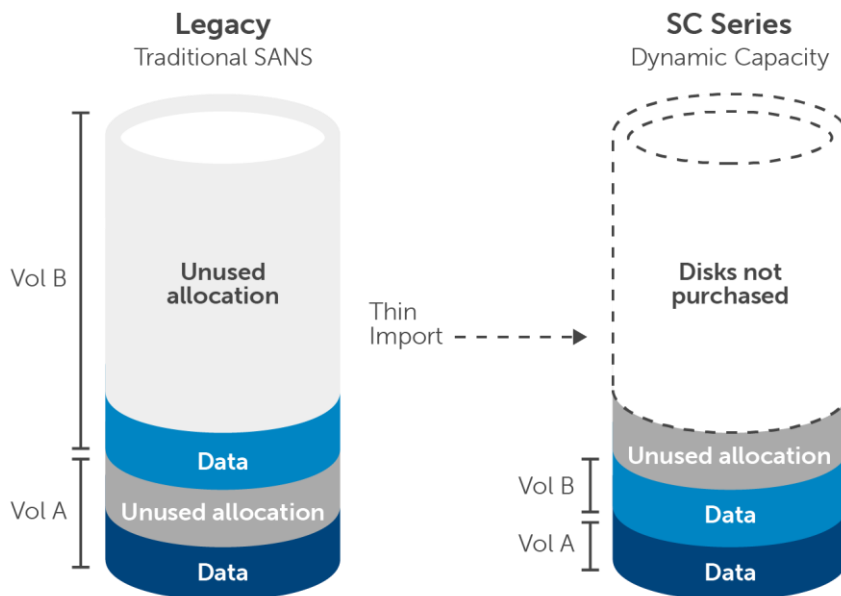 Legacy
Traditional SANS
Vol B
Unused
allocation
Data
Vol A
Unused allocation
Data
Thin
Import
SC Series
Dynamic Capacity
Disks not
purchased
Unused allocation
Vol B
Data
Vol A
Data